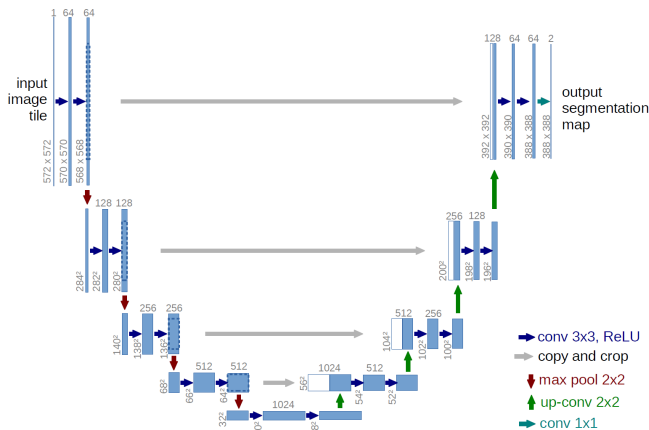 1 64 64
128 64 64 2
input
image
tile
output
segmentation
map
572 x 572
570 x 570
568 x 568
392 x 392
390 x 390
388 x 388
388 x 388
128 128
256 128
284²
282²
280²
200²
198²
196²
256 256
512 256
140²
138²
136²
104²
102²
100²
512 512
1024 512
68²
66²
64²
56²
54²
52²
1024
32²
0²
8²
conv 3x3, ReLU
copy and crop
max pool 2x2
up-conv 2x2
conv 1x1